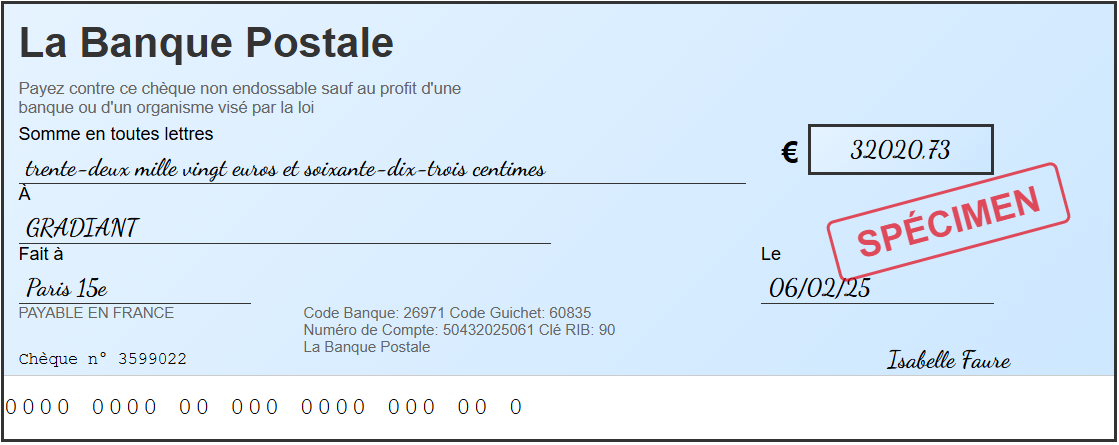 La Banque Postale
Payez contre ce chèque non endossable sauf au profit d'une
banque ou d'un organisme visé par la loi
Somme en toutes lettres
trente-deux mille vingt euros et soixante-dix-trois centimes
€ 32020.73
À
GRADIANT
SPÉCIMEN
Fait à
Le
Paris 15e
06/02/25
PAYABLE EN FRANCE
Code Banque: 26971 Code Guichet: 60835
Numéro de Compte: 50432025061 Clé RIB: 90
La Banque Postale
Chèque n° 3599022
Isabelle Faure
0000 0000 00 000 0000 000 00 0